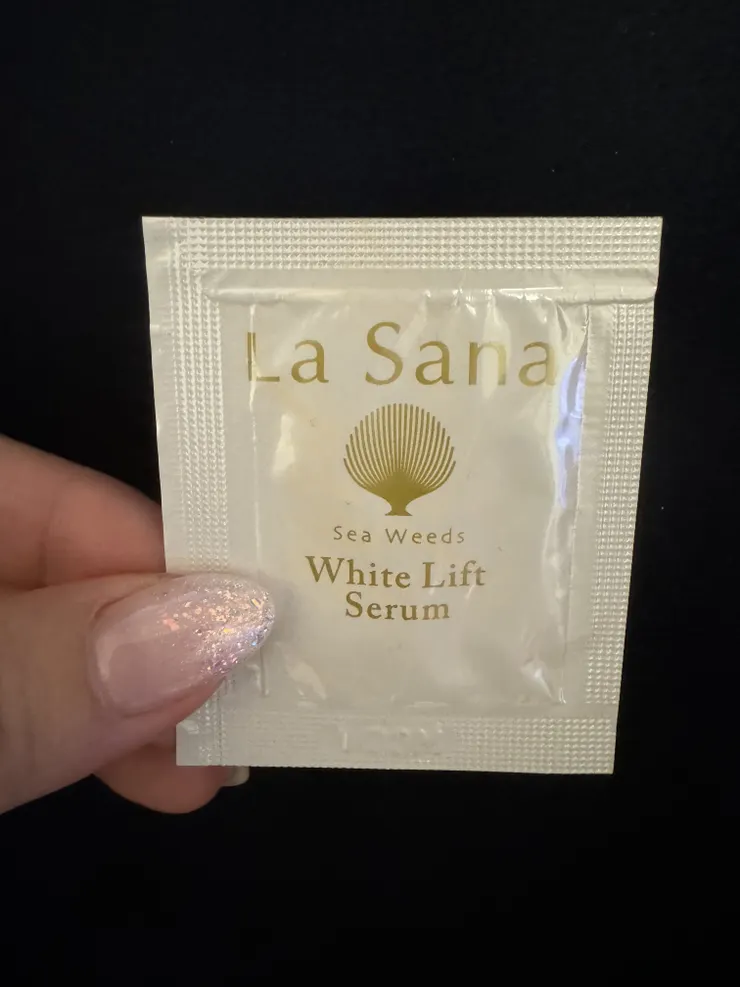 La Sana
Sea Weeds
White Lift
Serum